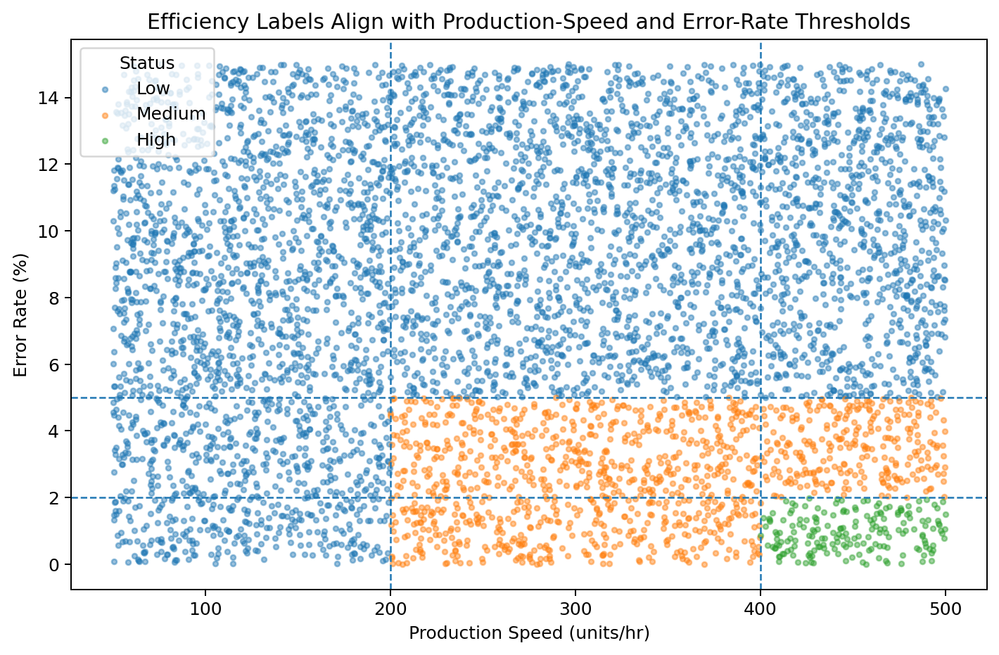 Efficiency Labels Align with Production-Speed and Error-Rate Thresholds
Status
Low
Medium
High
Error Rate (%)
14
12
10
8
6
4
2
0
100
200
300
400
500
Production Speed (units/hr)